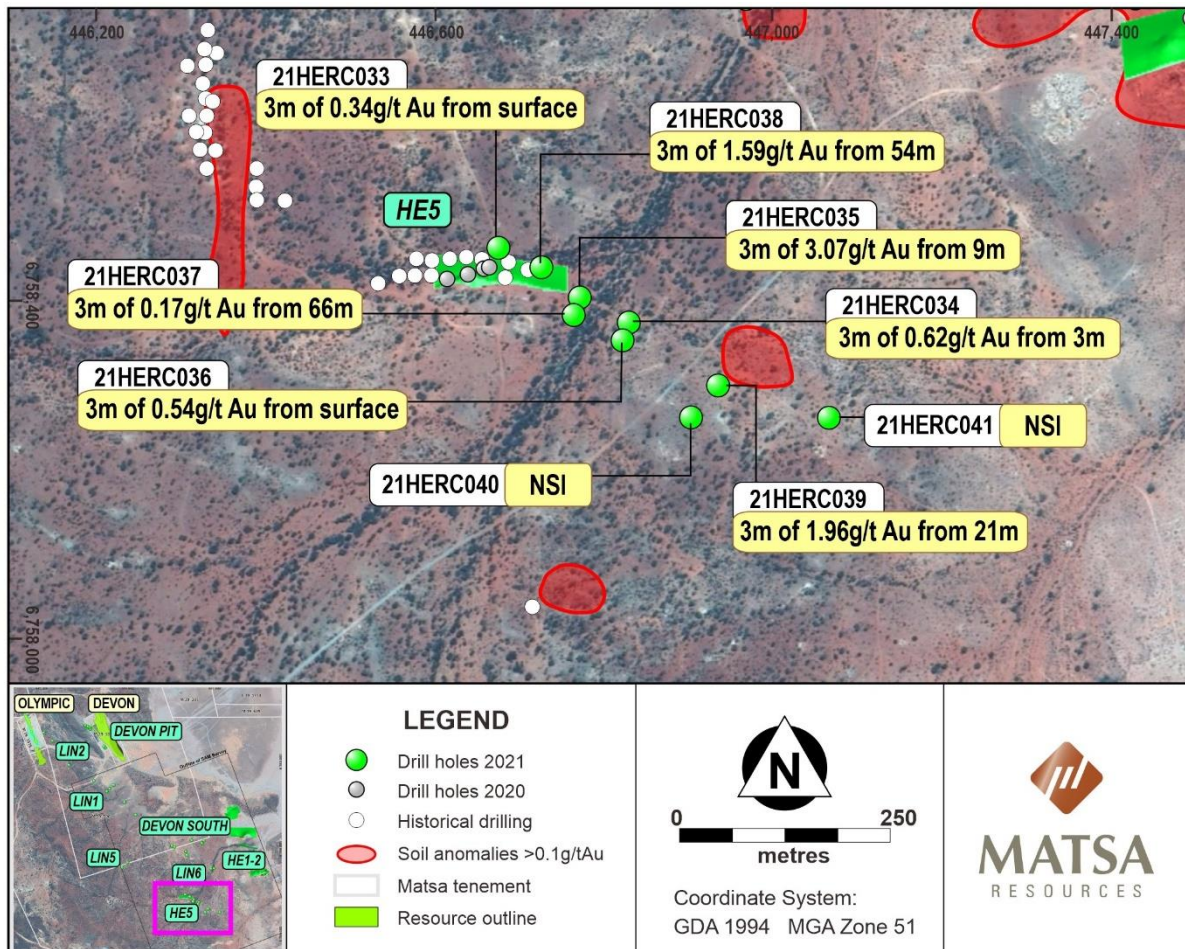 446,200
446,600
447,000
447,400
21HERC033
3m of 0.34g/t Au from surface
21HERC038
3m of 1.59g/t Au from 54m
HE5
21HERC035
3m of 3.07g/t Au from 9m
21HERC037
3m of 0.17g/t Au from 66m
6,758,400
21HERC034
3m of 0.62g/t Au from 3m
21HERC036
3m of 0.54g/t Au from surface
21HERC041 NSI
21HERC040 NSI
21HERC039
3m of 1.96g/t Au from 21m
6,758,000
OLYMPIC
DEVON
DEVON PIT
LIN2
LIN1
DEVON SOUTH
LIN5
LIN6
HE1-2
HE5
LEGEND
Drill holes 2021
Drill holes 2020
Historical drilling
Soil anomalies >0.1g/tAu
Matsa tenement
Resource outline
N
0 250
metres
Coordinate System:
GDA 1994 MGA Zone 51
MATSA
RESOURCES